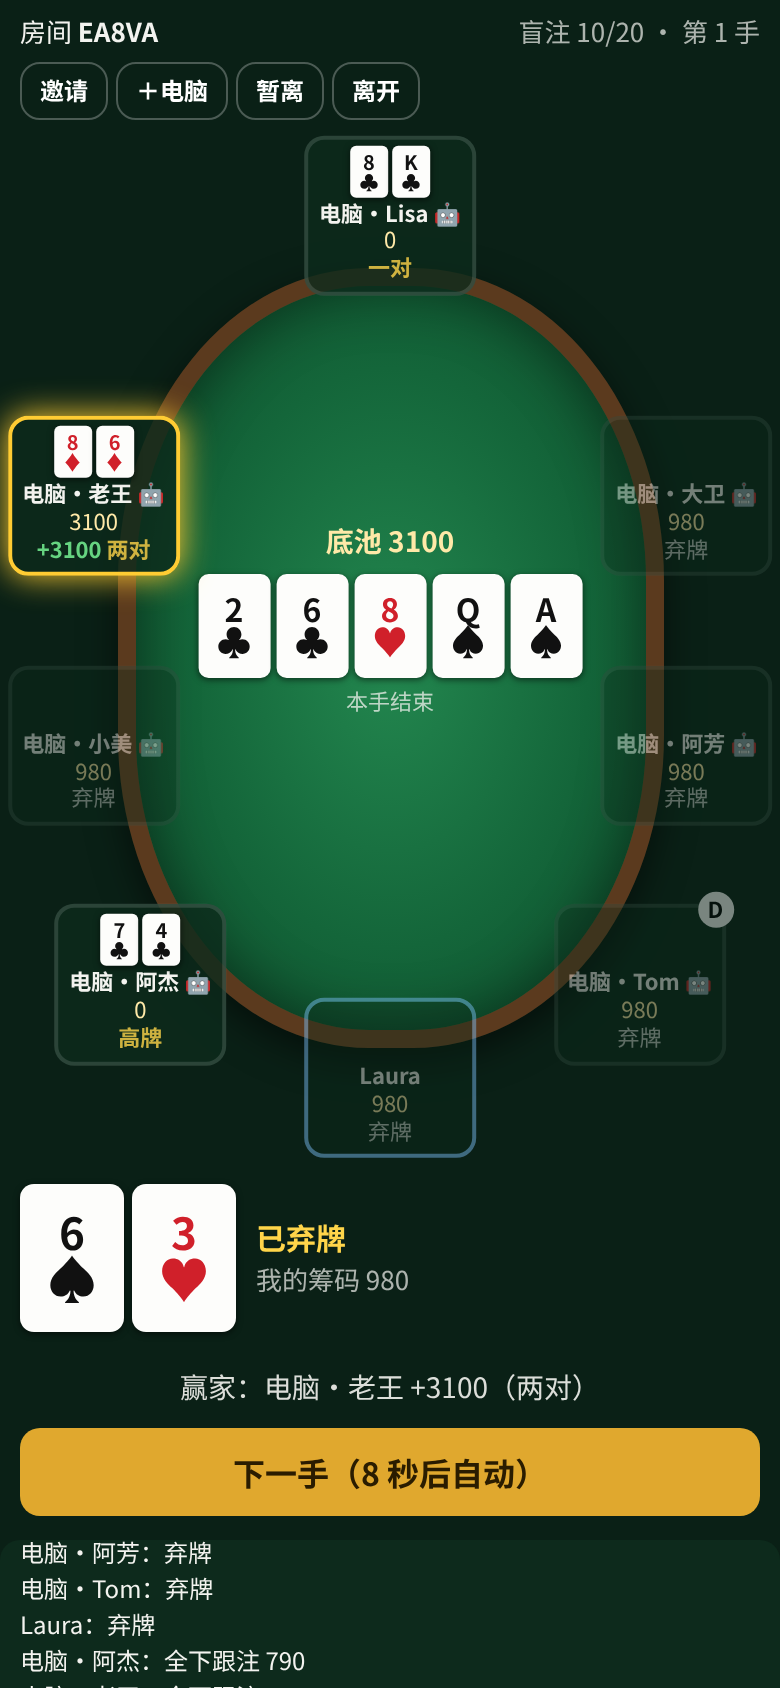 房间 EA8VA
盲注 10/20 · 第 1 手
邀请
＋电脑
暂离
离开
8 K
电脑·Lisa
0
一对
8 6
电脑·老王
3100
+3100 两对
电脑·大卫
980
弃牌
底池 3100
2 6 8 Q A
本手结束
电脑·小美
980
弃牌
电脑·阿芳
980
弃牌
7 4
电脑·阿杰
0
高牌
D
电脑·Tom
980
弃牌
Laura
980
弃牌
6 3
已弃牌
我的筹码 980
赢家：电脑·老王 +3100（两对）
下一手（8 秒后自动）
电脑·阿芳：弃牌
电脑·Tom：弃牌
Laura：弃牌
电脑·阿杰：全下跟注 790